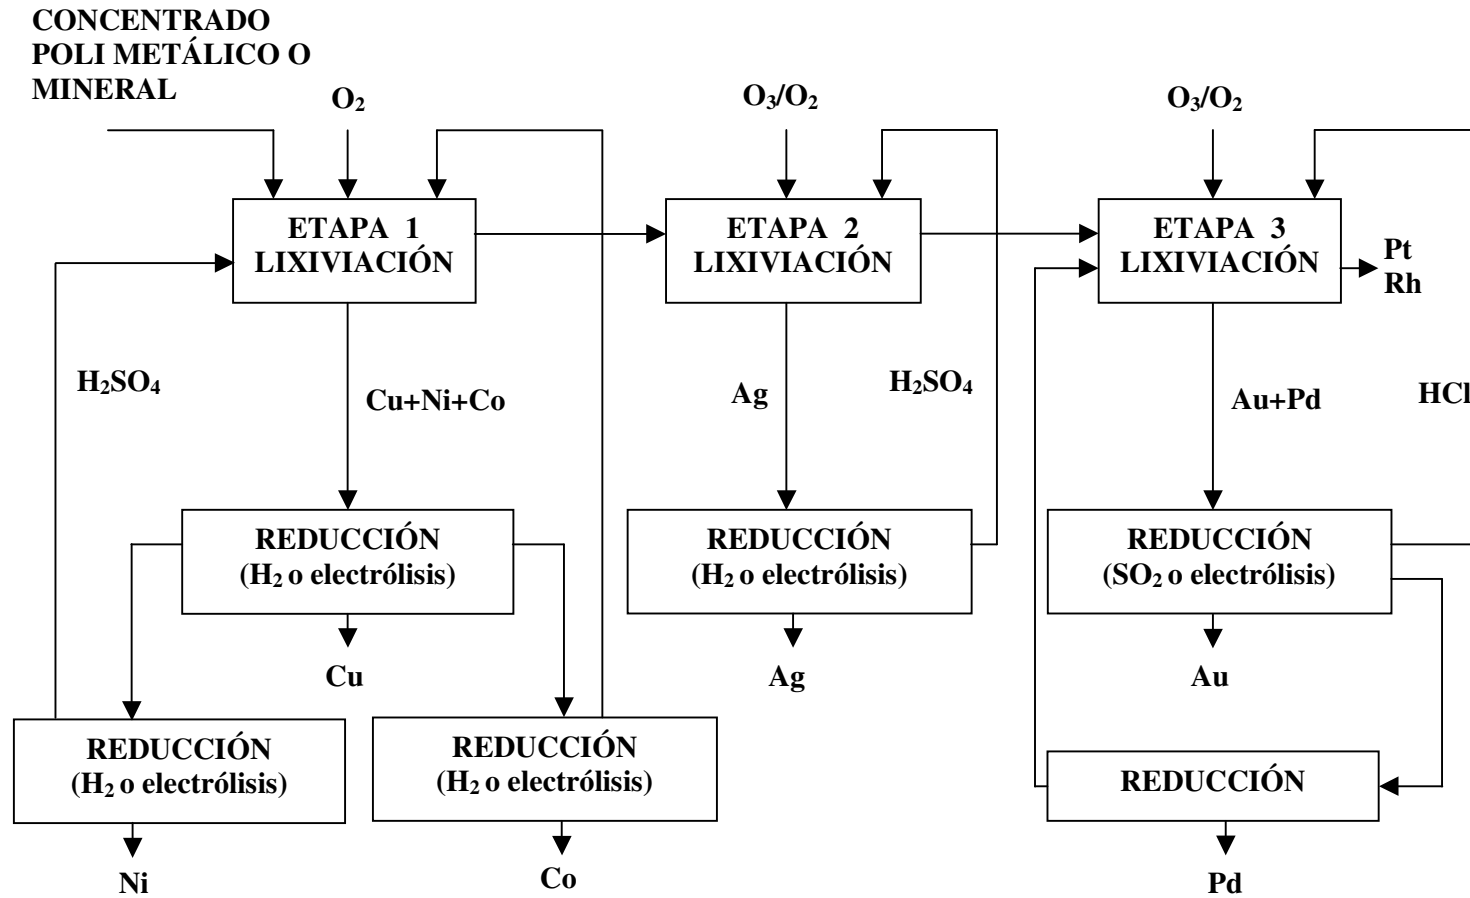 CONCENTRADO
POLI METÁLICO O
MINERAL
O₂
O₃/O₂
O₃/O₂
ETAPA 1
LIXIVIACIÓN
ETAPA 2
LIXIVIACIÓN
ETAPA 3
LIXIVIACIÓN
Pt
Rh
H₂SO₄
Cu+Ni+Co
Ag
H₂SO₄
Au+Pd
HCl
REDUCCIÓN
(H₂ o electrólisis)
REDUCCIÓN
(H₂ o electrólisis)
REDUCCIÓN
(SO₂ o electrólisis)
Cu
Ag
Au
REDUCCIÓN
(H₂ o electrólisis)
REDUCCIÓN
(H₂ o electrólisis)
REDUCCIÓN
Ni
Co
Pd